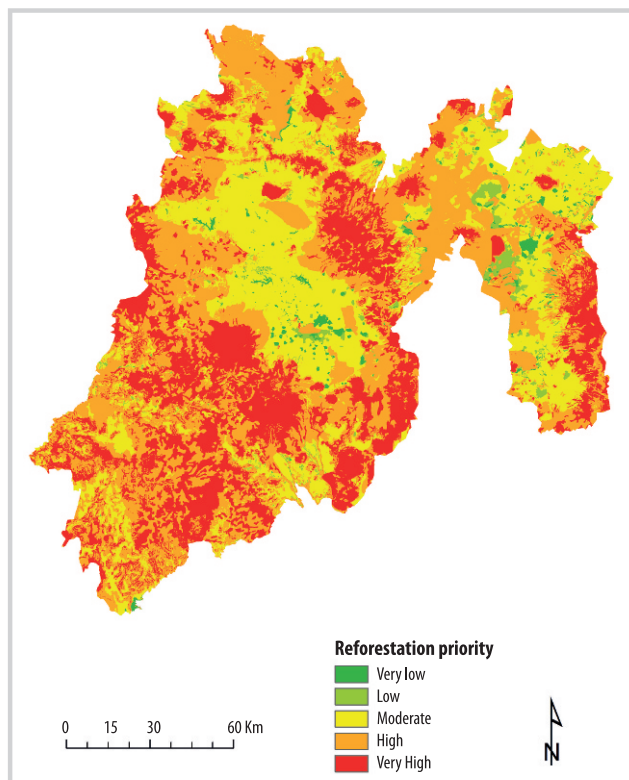 Reforestation priority
Very low
Low
Moderate
High
Very High
0 15 30 60 Km
N